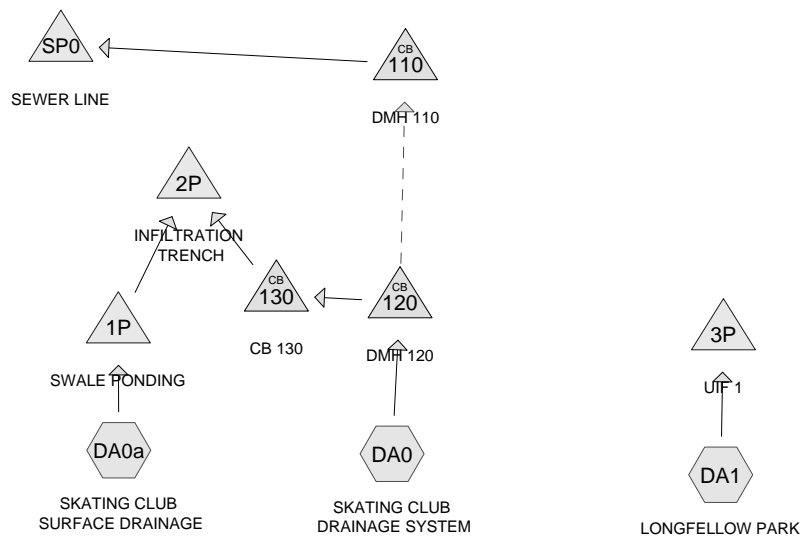 SP0
CB
110
SEWER LINE
DMH 110
2P
INFILTRATION
TRENCH
CB
130
CB
120
1P
3P
CB 130
SWALE PONDING
DMH 120
UIF 1
DA0a
DA0
DA1
SKATING CLUB
SURFACE DRAINAGE
SKATING CLUB
DRAINAGE SYSTEM
LONGFELLOW PARK